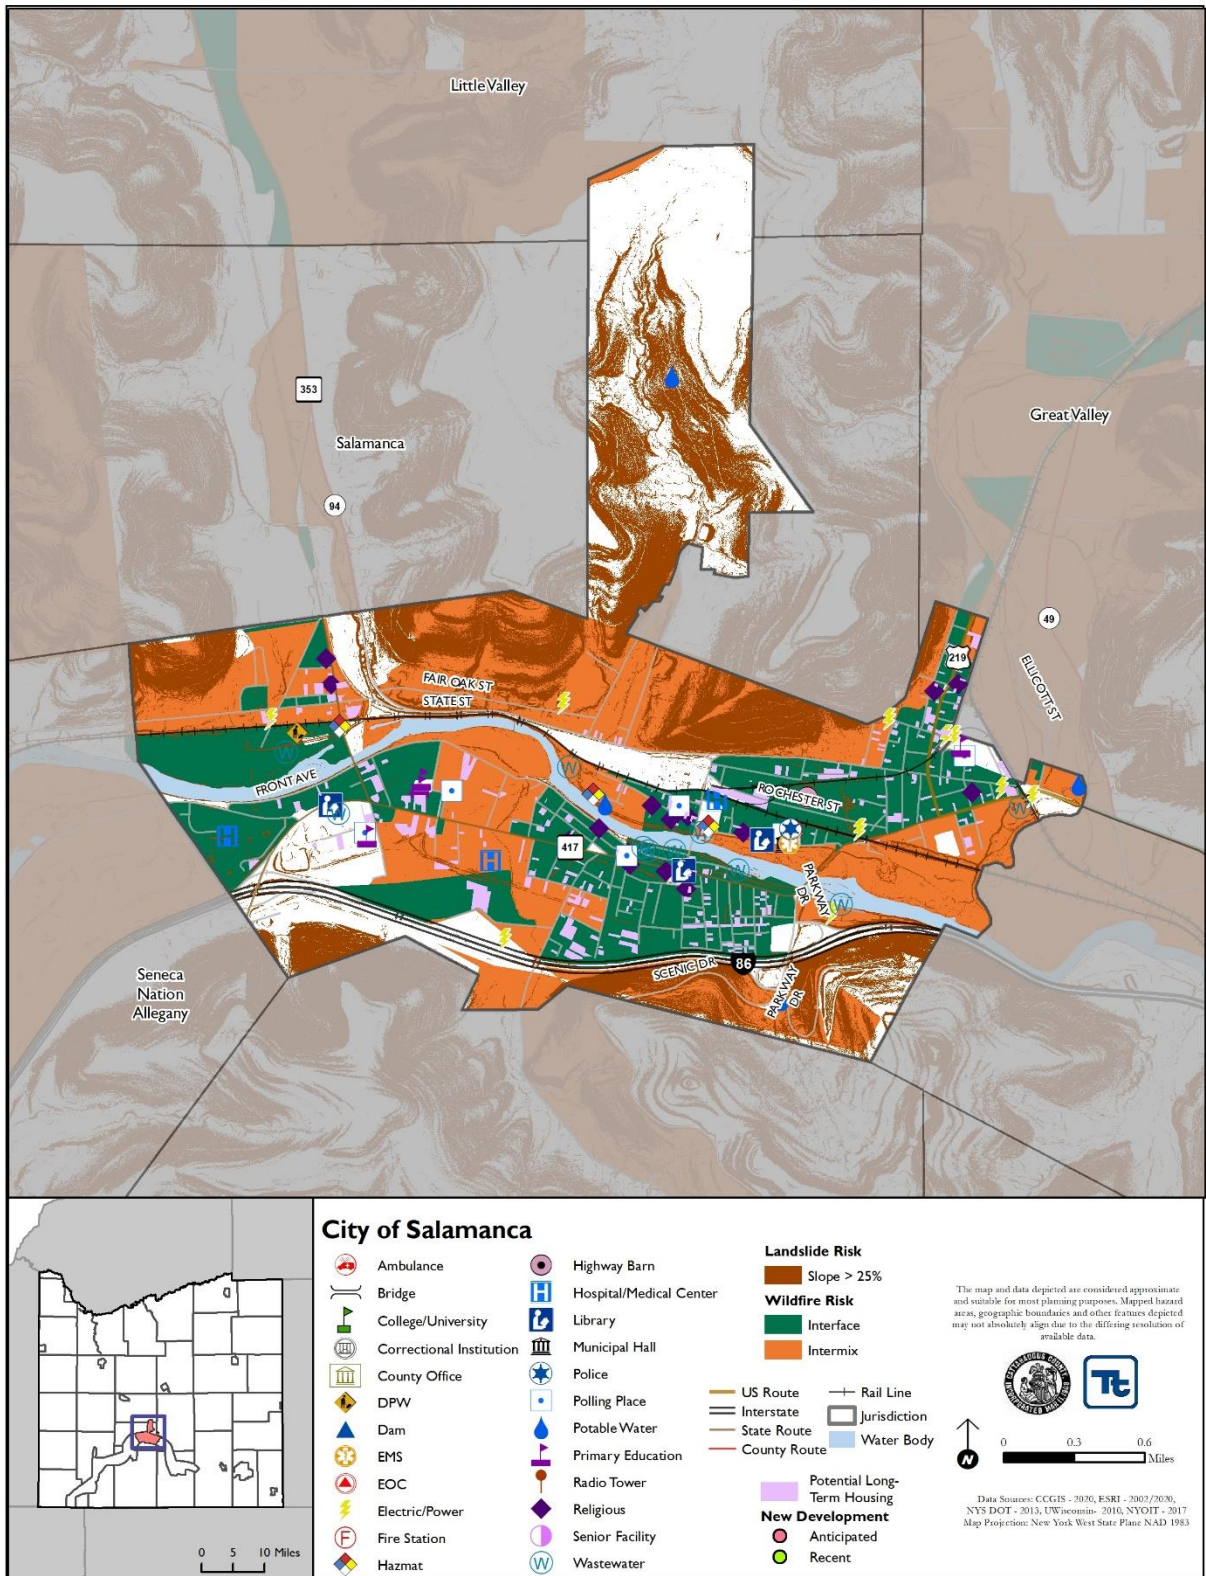 Little Valley
353
Salamanca
Great Valley
94
49
219
ELLICOTT ST
FAIR OAK ST
STATE ST
FRONT AVE
ROCHESTER ST
417
PARKWAY DR
SCENIC DR
86
PARKWAY DR
Seneca
Nation
Allegany
City of Salamanca
Ambulance
Bridge
College/University
Correctional Institution
County Office
DPW
Dam
EMS
EOC
Electric/Power
Fire Station
Hazmat
Highway Barn
Hospital/Medical Center
Library
Municipal Hall
Police
Polling Place
Potable Water
Primary Education
Radio Tower
Religious
Senior Facility
Wastewater
Landslide Risk
Slope > 25%
Wildfire Risk
Interface
Intermix
US Route
Interstate
State Route
County Route
Rail Line
Jurisdiction
Water Body
Potential Long-
Term Housing
New Development
Anticipated
Recent
The map and data depicted are considered approximate
and suitable for most planning purposes. Mapped hazard
areas, geographic boundaries and other features depicted
may not absolutely align due to the differing resolution of
available data.
Tt
N
0 0.3 0.6
Miles
Data Sources: CCGIS - 2020, ESRI - 2002/2020,
NYS DOT - 2013, UWisconsin- 2010, NYOIT - 2017
Map Projection: New York West State Plane NAD 1983
0 5 10 Miles